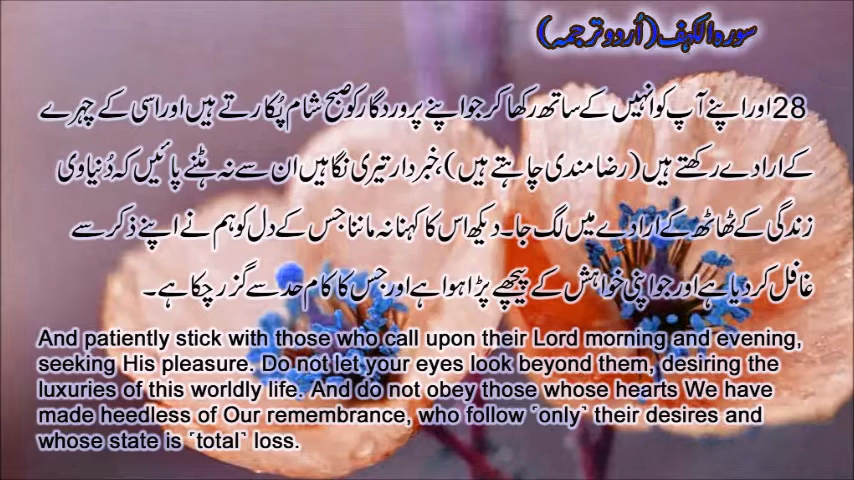 سورہ الکہف (اُردو ترجمہ)
28 اور اپنے آپ کو انہیں کے ساتھ رکھا کر جو اپنے پروردگار کو صبح شام پُکارتے ہیں اور اسی کے چہرے
کے ارادے رکھتے ہیں (رضا مندی چاہتے ہیں)، خبردار تیری نگاہیں ان سے نہ ہٹنے پائیں کہ دُنیاوی
زندگی کے ٹھاٹھ کے ارادے میں لگ جا۔ دیکھ اس کا کہنا نہ ماننا جس کے دل کو ہم نے اپنے ذکر سے
غافل کر دیا ہے اور جو اپنی خواہش کے پیچھے پڑا ہوا ہے اور جس کا کام حد سے گزر چکا ہے۔
And patiently stick with those who call upon their Lord morning and evening,
seeking His pleasure. Do not let your eyes look beyond them, desiring the
luxuries of this worldly life. And do not obey those whose hearts We have
made heedless of Our remembrance, who follow ˹only˺ their desires and
whose state is ˹total˺ loss.